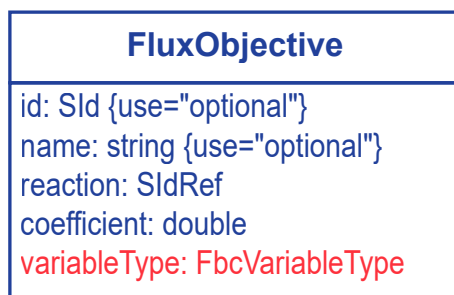 FluxObjective
id: SId {use="optional"}
name: string {use="optional"}
reaction: SIdRef
coefficient: double
variableType: FbcVariableType